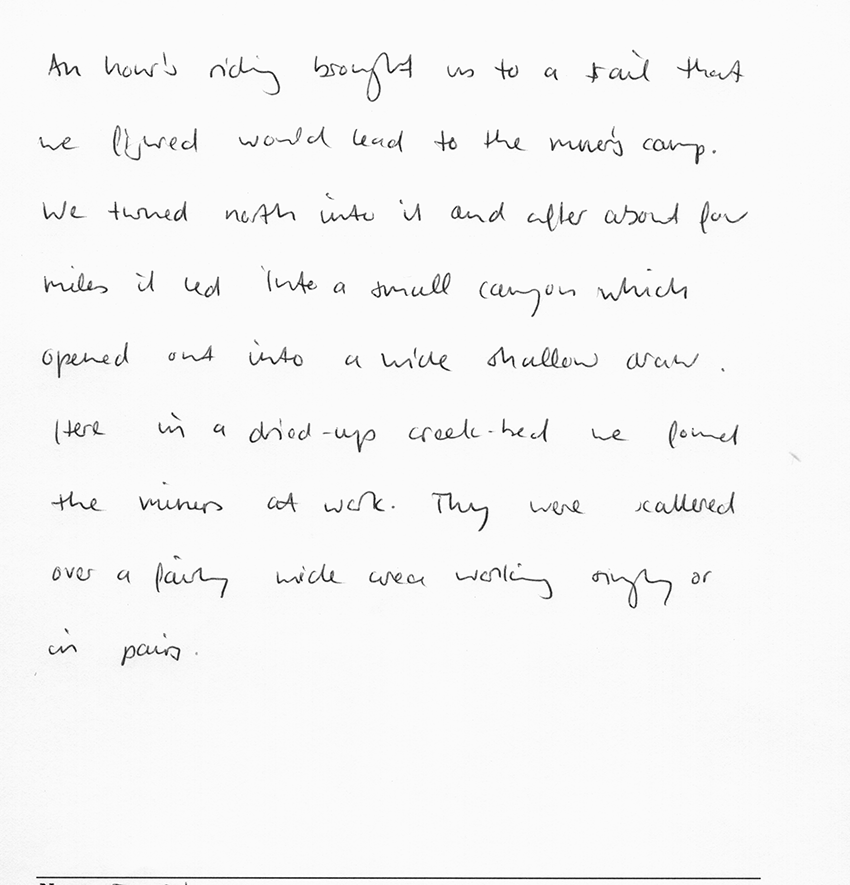 An hour's riding brought us to a trail that
we figured would lead to the miner's camp.
We turned north into it and after about four
miles it led into a small canyon which
opened out into a wide shallow draw.
Here in a dried-up creek-bed we found
the miners at work. They were scattered
over a fairly wide area working singly or
in pairs.